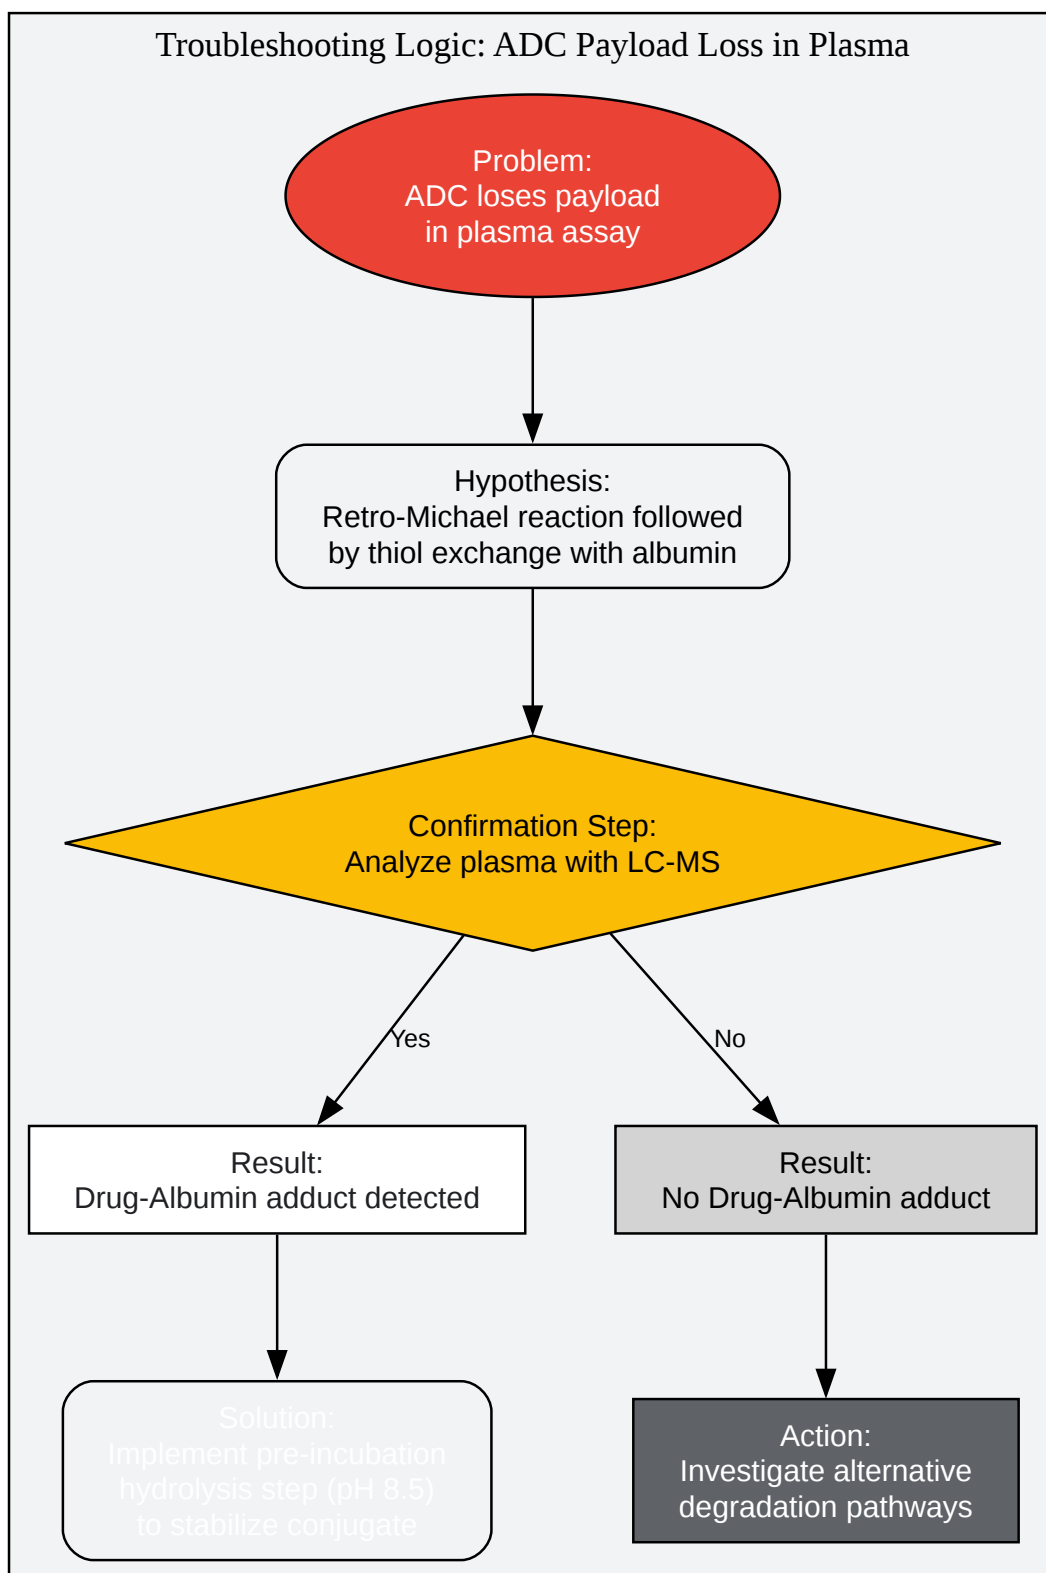 Troubleshooting Logic: ADC Payload Loss in Plasma
Problem:
ADC loses payload
in plasma assay
Hypothesis:
Retro-Michael reaction followed
by thiol exchange with albumin
Confirmation Step:
Analyze plasma with LC-MS
Yes
No
Result:
Drug-Albumin adduct detected
Result:
No Drug-Albumin adduct
Solution:
Implement pre-incubation
hydrolysis step (pH 8.5)
to stabilize conjugate
Action:
Investigate alternative
degradation pathways